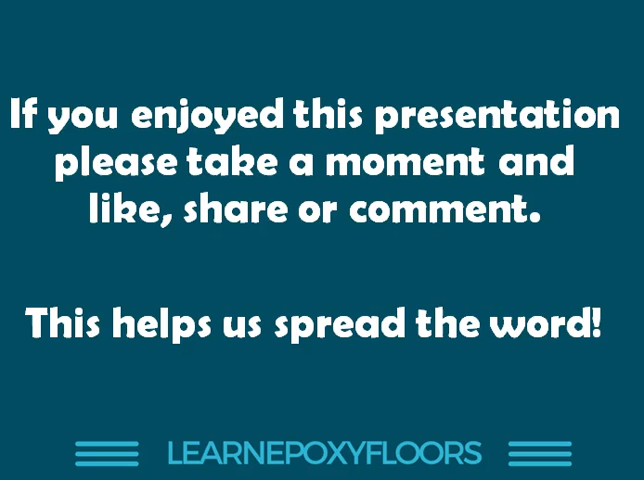 If you enjoyed this presentation
please take a moment and
like, share or comment.
This helps us spread the word!
LEARNEPOXYFLOORS